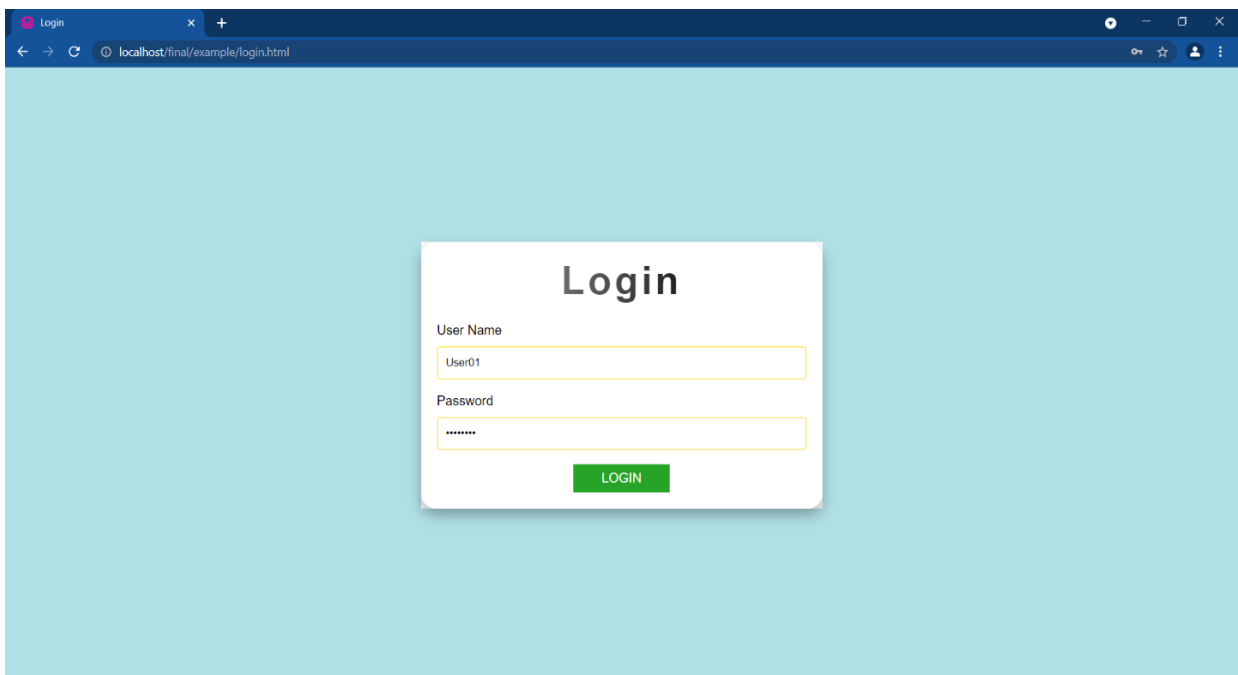 Login
localhost/final/example/login.html
Login
User Name
User01
Password
••••••••
LOGIN